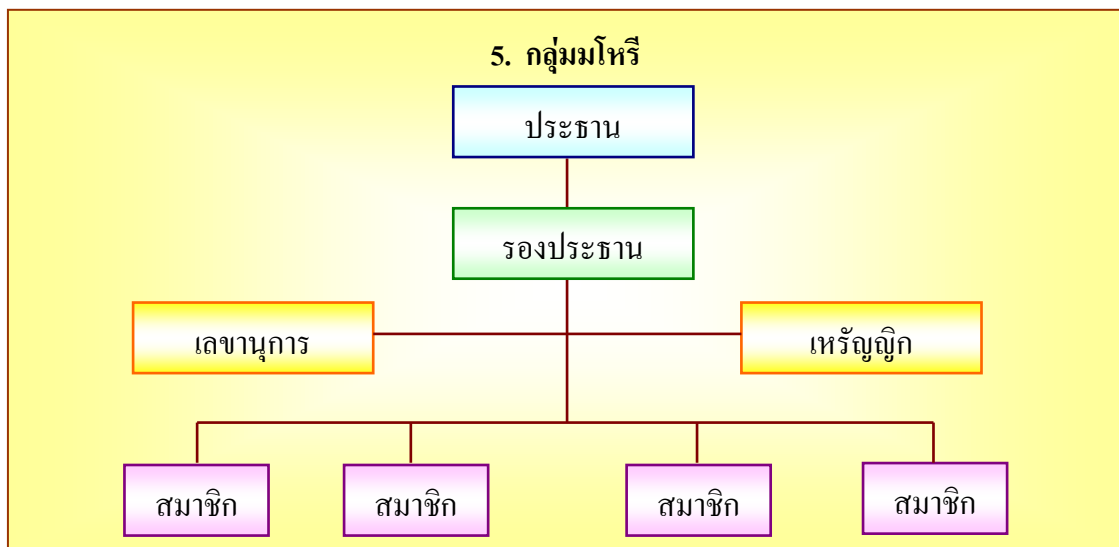 5. กลุ่มมโหรี
ประธาน
รองประธาน
เลขานุการ
เหรัญญิก
สมาชิก
สมาชิก
สมาชิก
สมาชิก